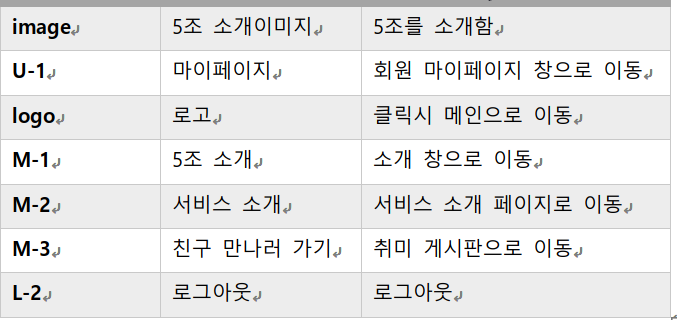 image 5조 소개이미지 5조를 소개함
U-1 마이페이지 회원 마이페이지 창으로 이동
logo 로고 클릭시 메인으로 이동
M-1 5조 소개 소개 창으로 이동
M-2 서비스 소개 서비스 소개 페이지로 이동
M-3 친구 만나러 가기 취미 게시판으로 이동
L-2 로그아웃 로그아웃